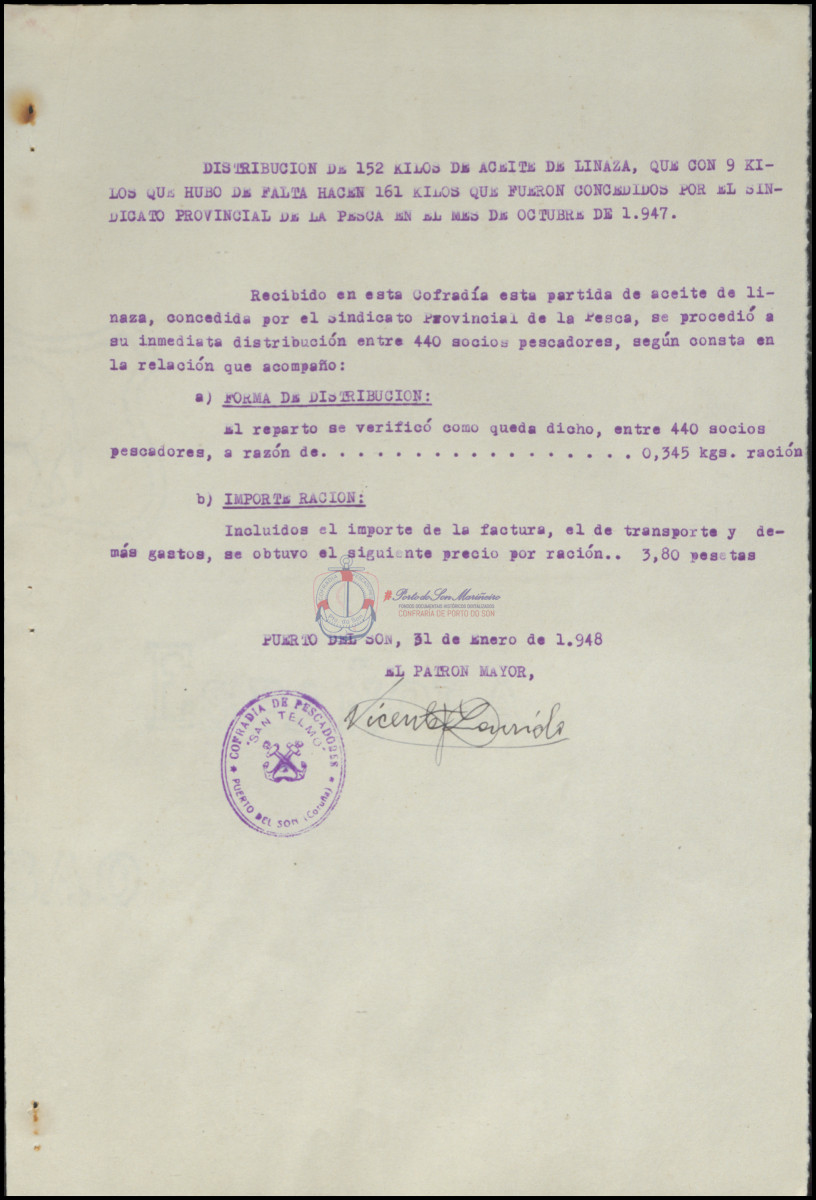 DISTRIBUCION DE 152 KILOS DE ACEITE DE LINAZA, QUE CON 9 KI-
LOS QUE HUBO DE FALTA HACEN 161 KILOS QUE FUERON CONCEDIDOS POR EL SIN-
DICATO PROVINCIAL DE LA PESCA EN EL MES DE OCTUBRE DE 1.947.
Recibido en esta Cofradía esta partida de aceite de li-
naza, concedida por el Sindicato Provincial de la Pesca, se procedió a
su inmediata distribución entre 440 socios pescadores, según consta en
la relación que acompaño:
a) FORMA DE DISTRIBUCION:
El reparto se verificó como queda dicho, entre 440 socios
pescadores, a razón de. . . . . . . . . . . . . . . . . . 0,345 kgs. ración
b) IMPORTE RACION:
Incluidos el importe de la factura, el de transporte y de-
más gastos, se obtuvo el siguiente precio por ración.. 3,80 pesetas
Porto do Son Mariñeiro
FONDOS DOCUMENTAIS HISTÓRICOS DIXITALIZADOS
CONFRARÍA DE PORTO DO SON
PUERTO DEL SON, 31 de Enero de 1.948
EL PATRON MAYOR,
Vicente
COFRADIA DE PESCADORES
"SAN TELMO"
* PUERTO DEL SON (Coruña) *